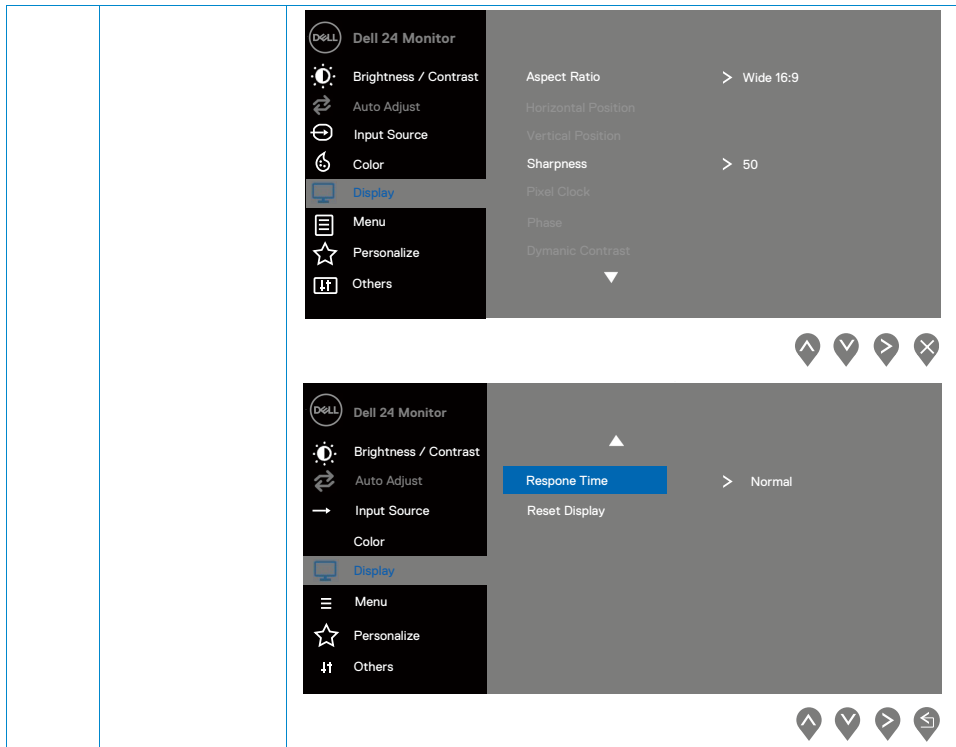 DELL Dell 24 Monitor
Brightness / Contrast Aspect Ratio > Wide 16:9
Auto Adjust Horizontal Position
Input Source Vertical Position
Color Sharpness > 50
Display Pixel Clock
Menu Phase
Personalize Dymanic Contrast
Others
DELL Dell 24 Monitor
Brightness / Contrast
Auto Adjust Respone Time > Normal
Input Source Reset Display
Color
Display
Menu
Personalize
Others